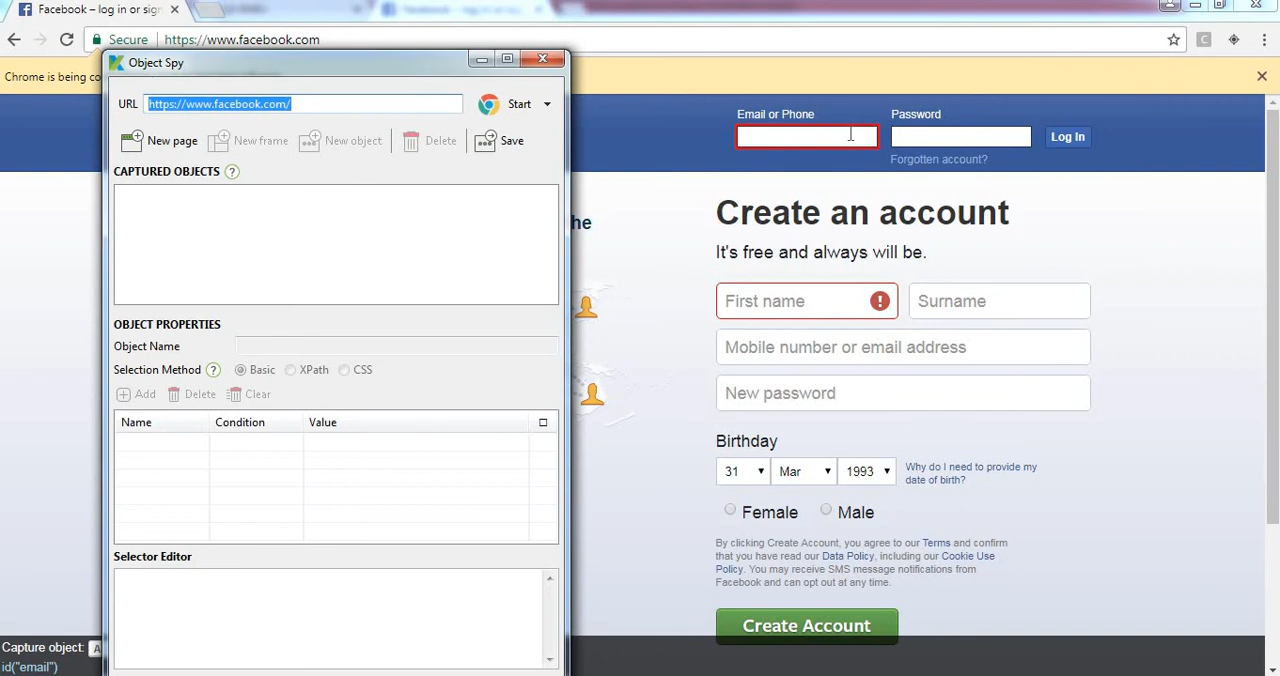 Facebook – log in or sign
Secure
https://www.facebook.com
Chrome is being co
Object Spy
URL
https://www.facebook.com/
Start
New page
New frame
New object
Delete
Save
CAPTURED OBJECTS ?
OBJECT PROPERTIES
Object Name
Selection Method ?
Basic
XPath
CSS
Add
Delete
Clear
Name
Condition
Value
Selector Editor
Capture object: A
id("email")
Email or Phone
Password
Log In
Forgotten account?
he
Create an account
It's free and always will be.
First name
Surname
Mobile number or email address
New password
Birthday
31
Mar
1993
Why do I need to provide my
date of birth?
Female
Male
By clicking Create Account, you agree to our Terms and confirm
that you have read our Data Policy, including our Cookie Use
Policy. You may receive SMS message notifications from
Facebook and can opt out at any time.
Create Account